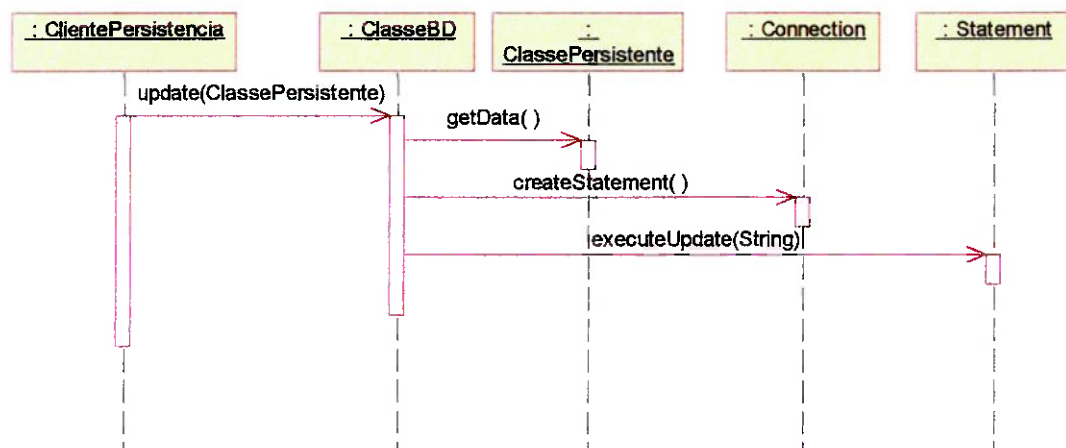 : ClientePersistencia
: ClasseBD
:
ClassePersistente
: Connection
: Statement
update(ClassePersistente)
getData( )
createStatement( )
executeUpdate(String)